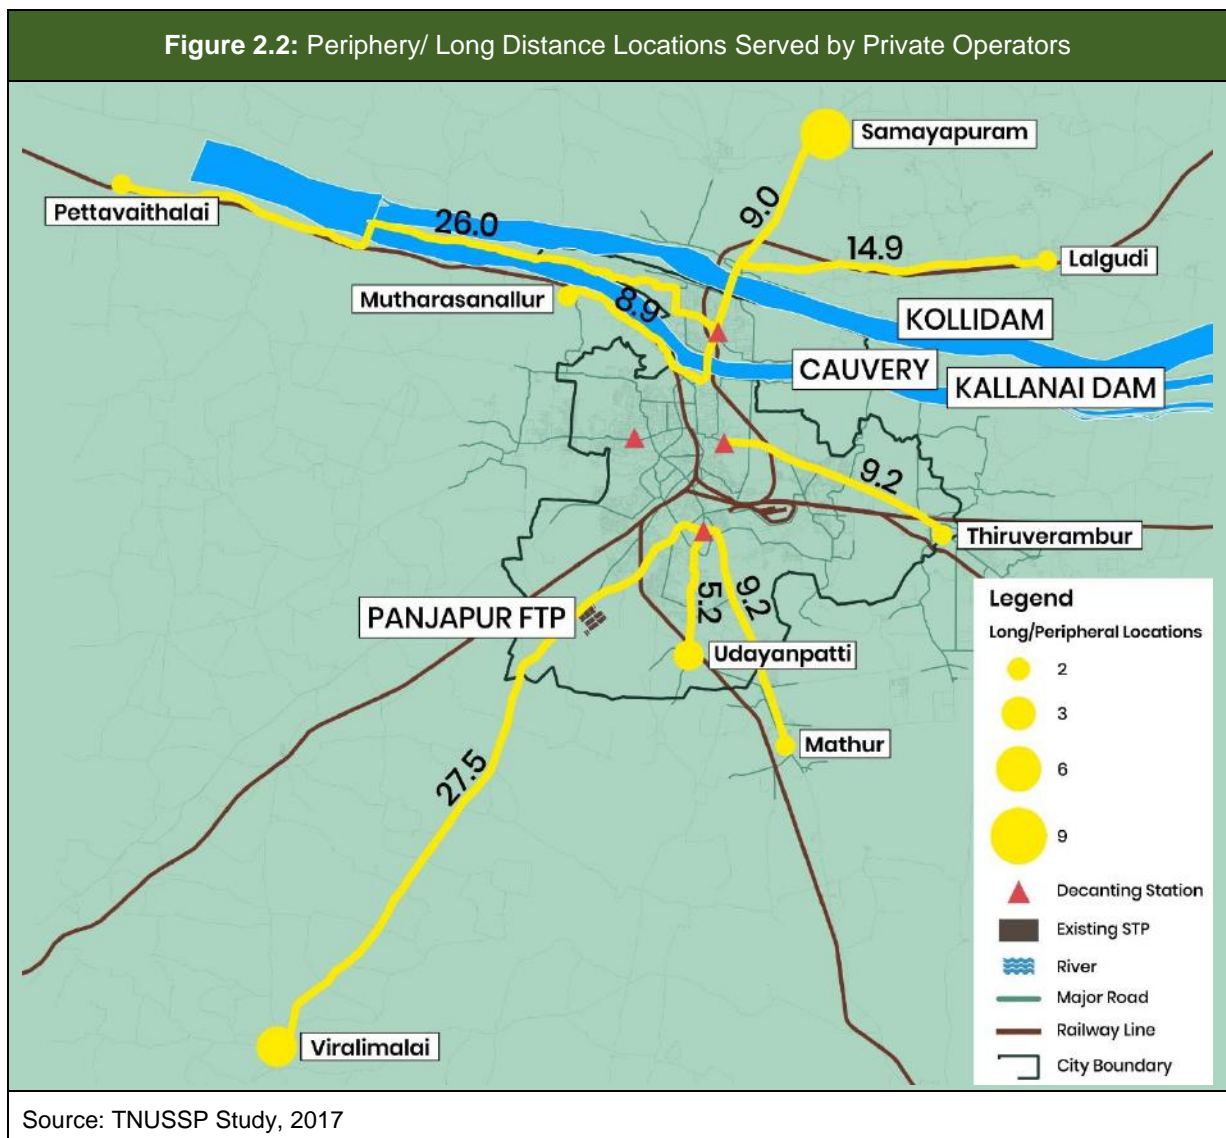 Figure 2.2: Periphery/ Long Distance Locations Served by Private Operators
Samayapuram
9.0
Pettavaithalai
26.0
14.9
Lalgudi
Mutharasanallur
8.9
KOLLIDAM
CAUVERY
KALLANAI DAM
9.2
Thiruverambur
PANJAPUR FTP
5.2
9.2
Udayanpatti
Mathur
27.5
Viralimalai
Legend
Long/Peripheral Locations
2
3
6
9
Decanting Station
Existing STP
River
Major Road
Railway Line
City Boundary
Source: TNUSSP Study, 2017